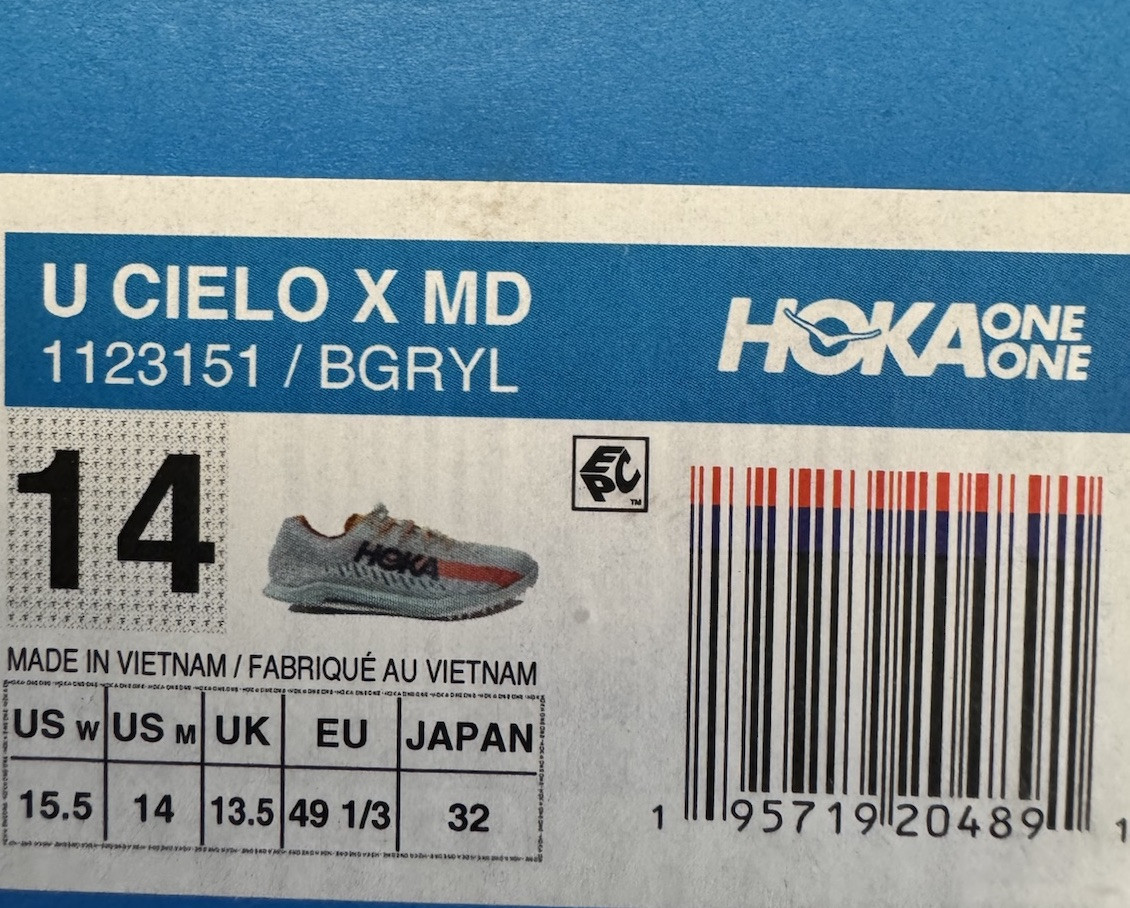 U CIELO X MD
1123151 / BGRYL
HOKA ONE ONE
14
HOKA
EPC
TM
MADE IN VIETNAM / FABRIQUÉ AU VIETNAM
US W US M UK EU JAPAN
15.5 14 13.5 49 1/3 32
1 95719 20489 1